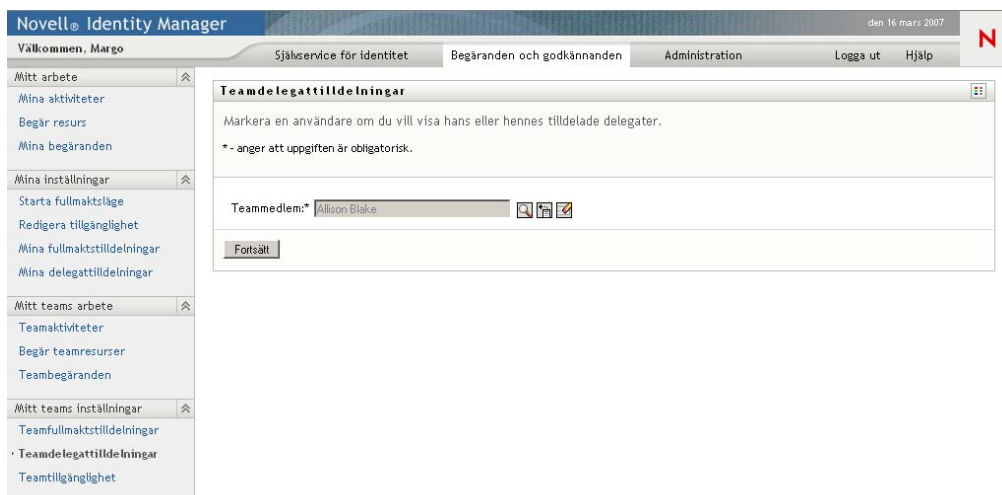 Novell® Identity Manager
den 16 mars 2007
N
Välkommen, Margo
Självservice för identitet
Begäranden och godkännanden
Administration
Logga ut
Hjälp
Mitt arbete
Mina aktiviteter
Begär resurs
Mina begäranden
Mina inställningar
Starta fullmaktsläge
Redigera tillgänglighet
Mina fullmaktstilldelningar
Mina delegattilldelningar
Mitt teams arbete
Teamaktiviteter
Begär teamresurser
Teambegäranden
Mitt teams inställningar
Teamfullmaktstilldelningar
Teamdelegattilldelningar
Teamtillgänglighet
Teamdelegattilldelningar
Markera en användare om du vill visa hans eller hennes tilldelade delegater.
* - anger att uppgiften är obligatorisk.
Teammedlem:* Allison Blake
Fortsätt